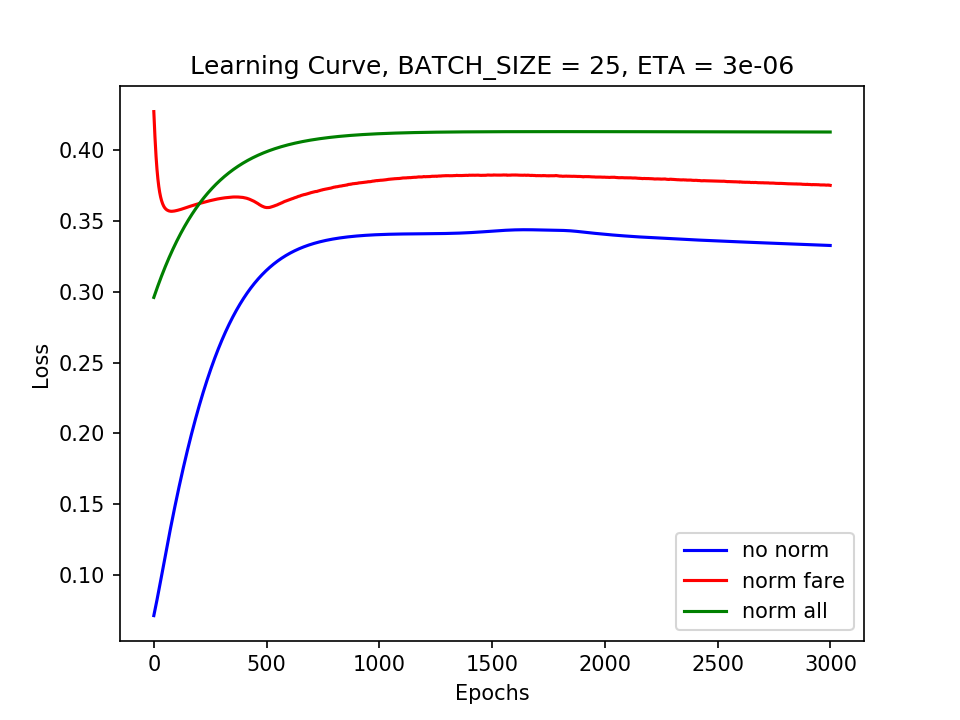 Learning Curve, BATCH_SIZE = 25, ETA = 3e-06
Loss
0.40
0.35
0.30
0.25
0.20
0.15
0.10
no norm
norm fare
norm all
0 500 1000 1500 2000 2500 3000
Epochs